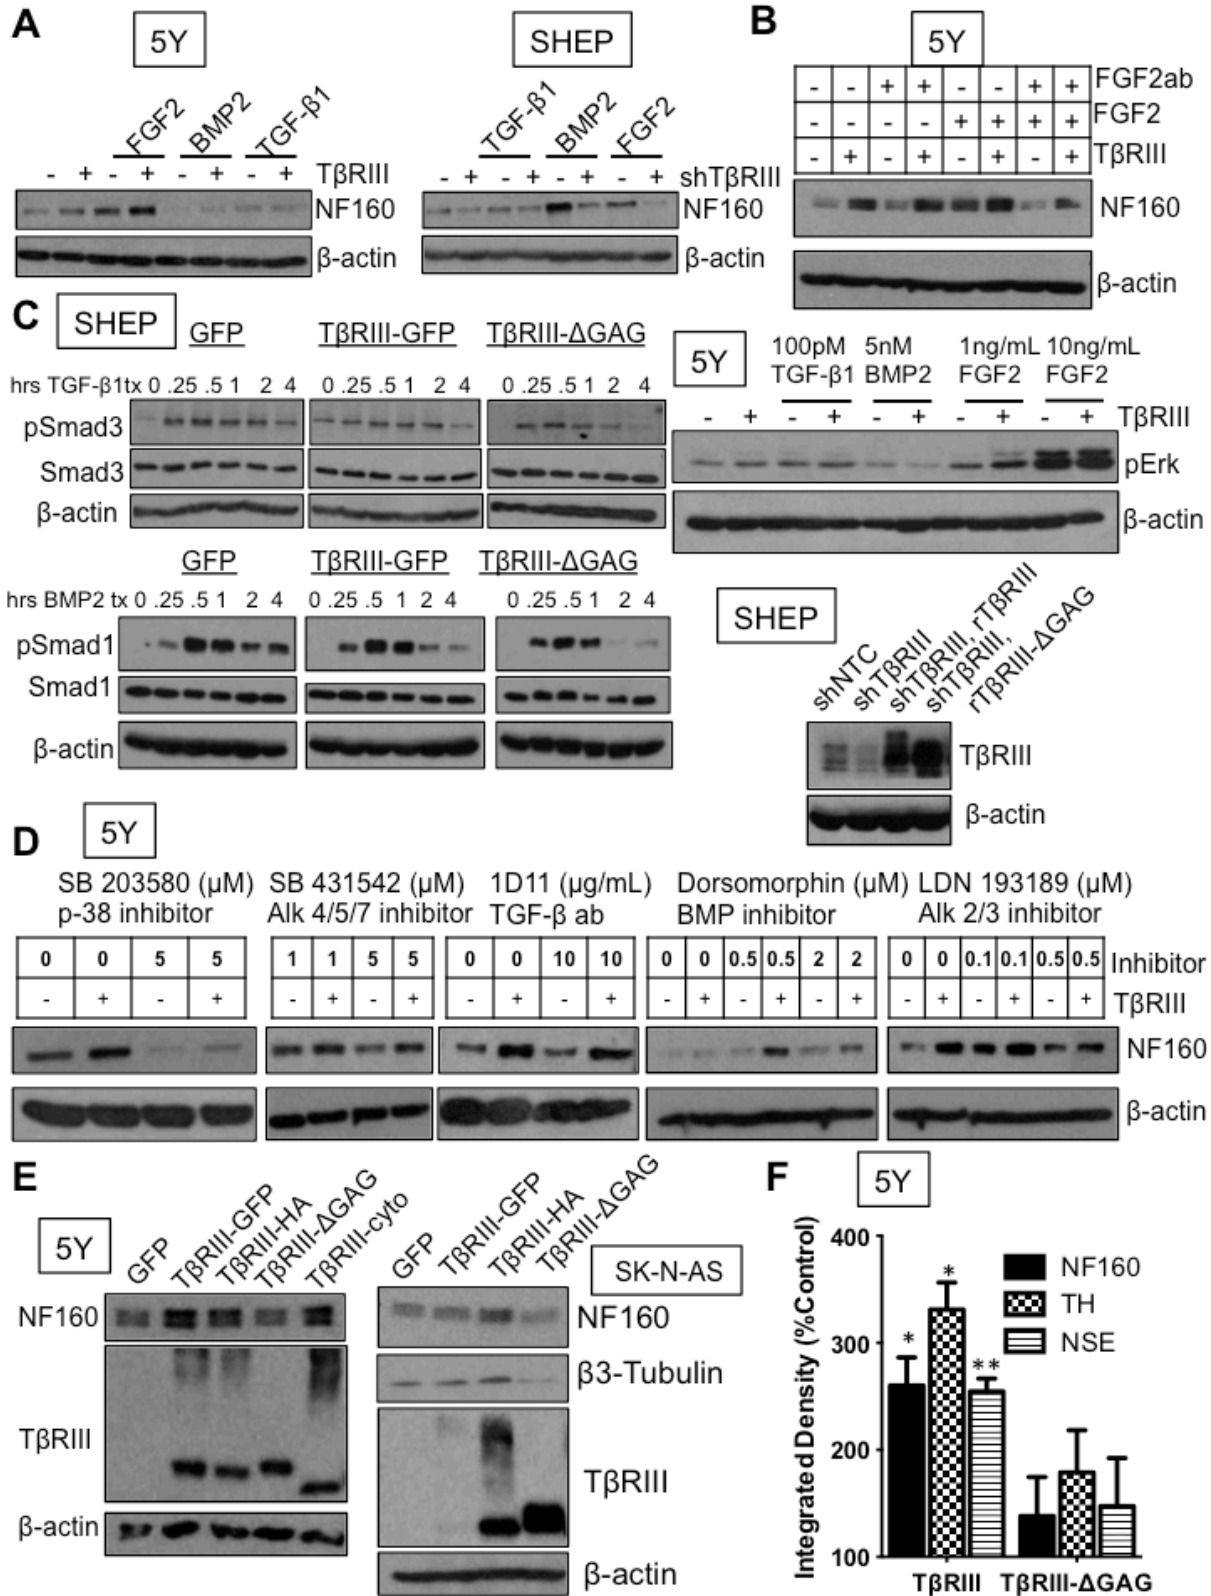 A
5Y
SHEP
FGF2
BMP2
TGF-β1
- + - + - + - + TβRIII
NF160
β-actin
TGF-β1
BMP2
FGF2
- + - + - + - + shTβRIII
NF160
β-actin
B
5Y
- - + + - - + + FGF2ab
- - - - + + + + FGF2
- + - + - + - + TβRIII
NF160
β-actin
C
SHEP
GFP
TβRIII-GFP
TβRIII-ΔGAG
hrs TGF-β1tx 0 .25 .5 1 2 4
0 .25 .5 1 2 4
0 .25 .5 1 2 4
pSmad3
Smad3
β-actin
GFP
TβRIII-GFP
TβRIII-ΔGAG
hrs BMP2 tx 0 .25 .5 1 2 4
0 .25 .5 1 2 4
0 .25 .5 1 2 4
pSmad1
Smad1
β-actin
5Y
100pM
TGF-β1
5nM
BMP2
1ng/mL
FGF2
10ng/mL
FGF2
- + - + - + - + - + TβRIII
pErk
β-actin
SHEP
shNTC
shTβRIII
shTβRIII, rTβRIII
shTβRIII,
rTβRIII-ΔGAG
TβRIII
β-actin
D
5Y
SB 203580 (μM)
p-38 inhibitor
SB 431542 (μM)
Alk 4/5/7 inhibitor
1D11 (μg/mL)
TGF-β ab
Dorsomorphin (μM)
BMP inhibitor
LDN 193189 (μM)
Alk 2/3 inhibitor
0 0 5 5
1 1 5 5
0 0 10 10
0 0 0.5 0.5 2 2
0 0 0.1 0.1 0.5 0.5
Inhibitor
- + - +
- + - +
- + - +
- + - + - +
- + - + - +
TβRIII
NF160
β-actin
E
5Y
GFP
TβRIII-GFP
TβRIII-HA
TβRIII-ΔGAG
TβRIII-cyto
NF160
TβRIII
β-actin
GFP
TβRIII-GFP
TβRIII-HA
TβRIII-ΔGAG
SK-N-AS
NF160
β3-Tubulin
TβRIII
β-actin
F
5Y
Integrated Density (%Control)
400
300
200
100
*
*
**
NF160
TH
NSE
TβRIII
TβRIII-ΔGAG